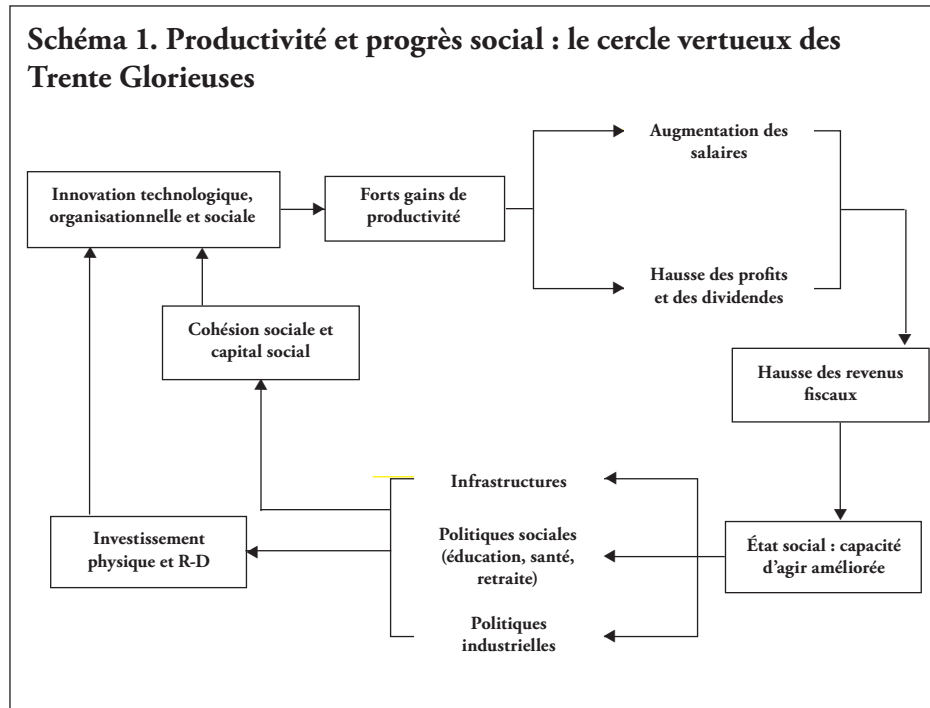 Schéma 1. Productivité et progrès social : le cercle vertueux des
Trente Glorieuses
Augmentation des
salaires
Innovation technologique,
organisationnelle et sociale
Forts gains de
productivité
Hausse des profits
et des dividendes
Cohésion sociale et
capital social
Hausse des revenus
fiscaux
Infrastructures
Investissement
physique et R-D
Politiques sociales
(éducation, santé,
retraite)
État social : capacité
d'agir améliorée
Politiques
industrielles